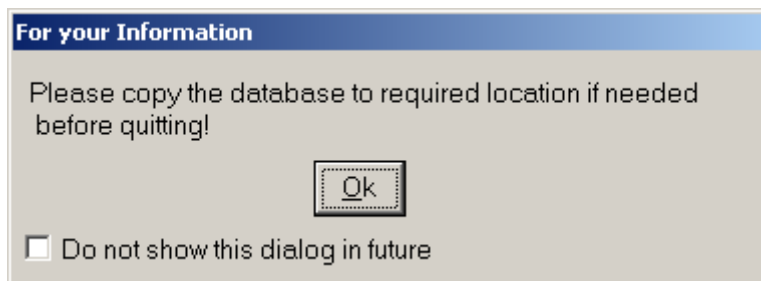 For your Information
Please copy the database to required location if needed
before quitting!
Ok
Do not show this dialog in future